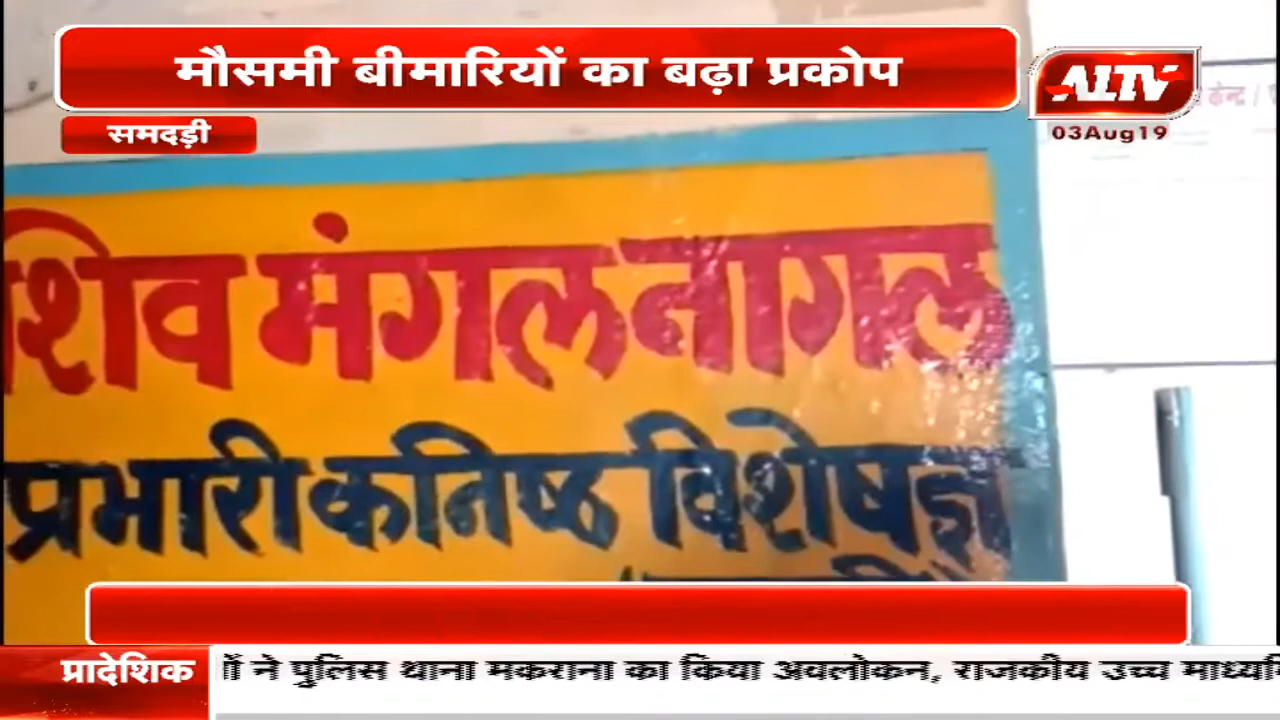 मौसमी बीमारियों का बढ़ा प्रकोप
ALTV
समदड़ी
03Aug19
शिव मंगल नागल
प्रभारी कनिष्ठ विशेषज्ञ
प्रादेशिक
ने पुलिस थाना मकराना का किया अवलोकन, राजकीय उच्च